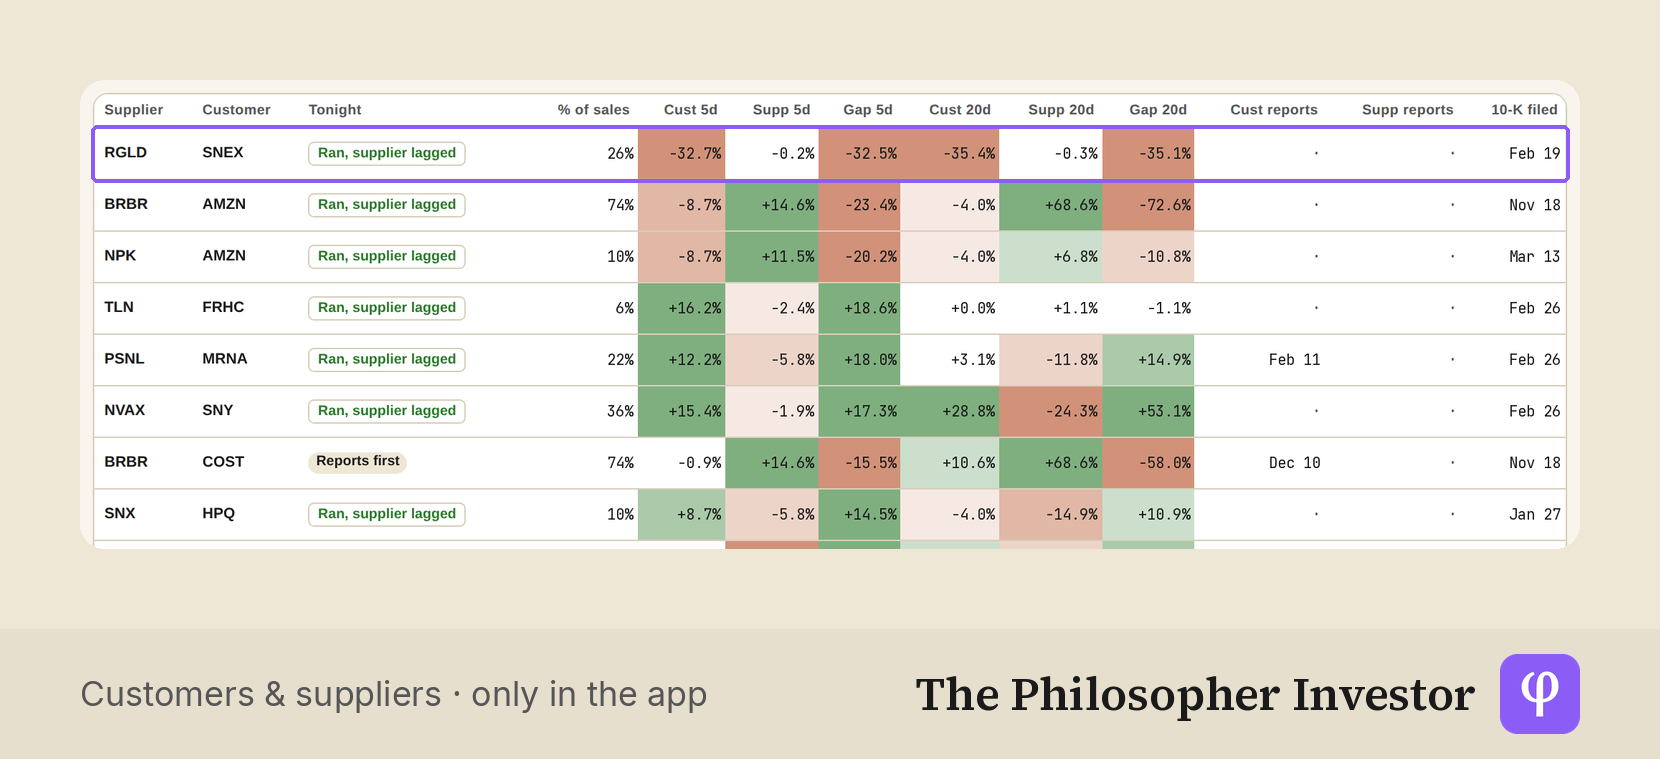 Supplier Customer Tonight % of sales Cust 5d Supp 5d Gap 5d Cust 20d Supp 20d Gap 20d Cust reports Supp reports 10-K filed
RGLD SNEX Ran, supplier lagged 26% -32.7% -0.2% -32.5% -35.4% -0.3% -35.1% · · Feb 19
BRBR AMZN Ran, supplier lagged 74% -8.7% +14.6% -23.4% -4.0% +68.6% -72.6% · · Nov 18
NPK AMZN Ran, supplier lagged 10% -8.7% +11.5% -20.2% -4.0% +6.8% -10.8% · · Mar 13
TLN FRHC Ran, supplier lagged 6% +16.2% -2.4% +18.6% +0.0% +1.1% -1.1% · · Feb 26
PSNL MRNA Ran, supplier lagged 22% +12.2% -5.8% +18.0% +3.1% -11.8% +14.9% Feb 11 · Feb 26
NVAX SNY Ran, supplier lagged 36% +15.4% -1.9% +17.3% +28.8% -24.3% +53.1% · · Feb 26
BRBR COST Reports first 74% -0.9% +14.6% -15.5% +10.6% +68.6% -58.0% Dec 10 · Nov 18
SNX HPQ Ran, supplier lagged 10% +8.7% -5.8% +14.5% -4.0% -14.9% +10.9% · · Jan 27
Customers & suppliers · only in the app
The Philosopher Investor φ